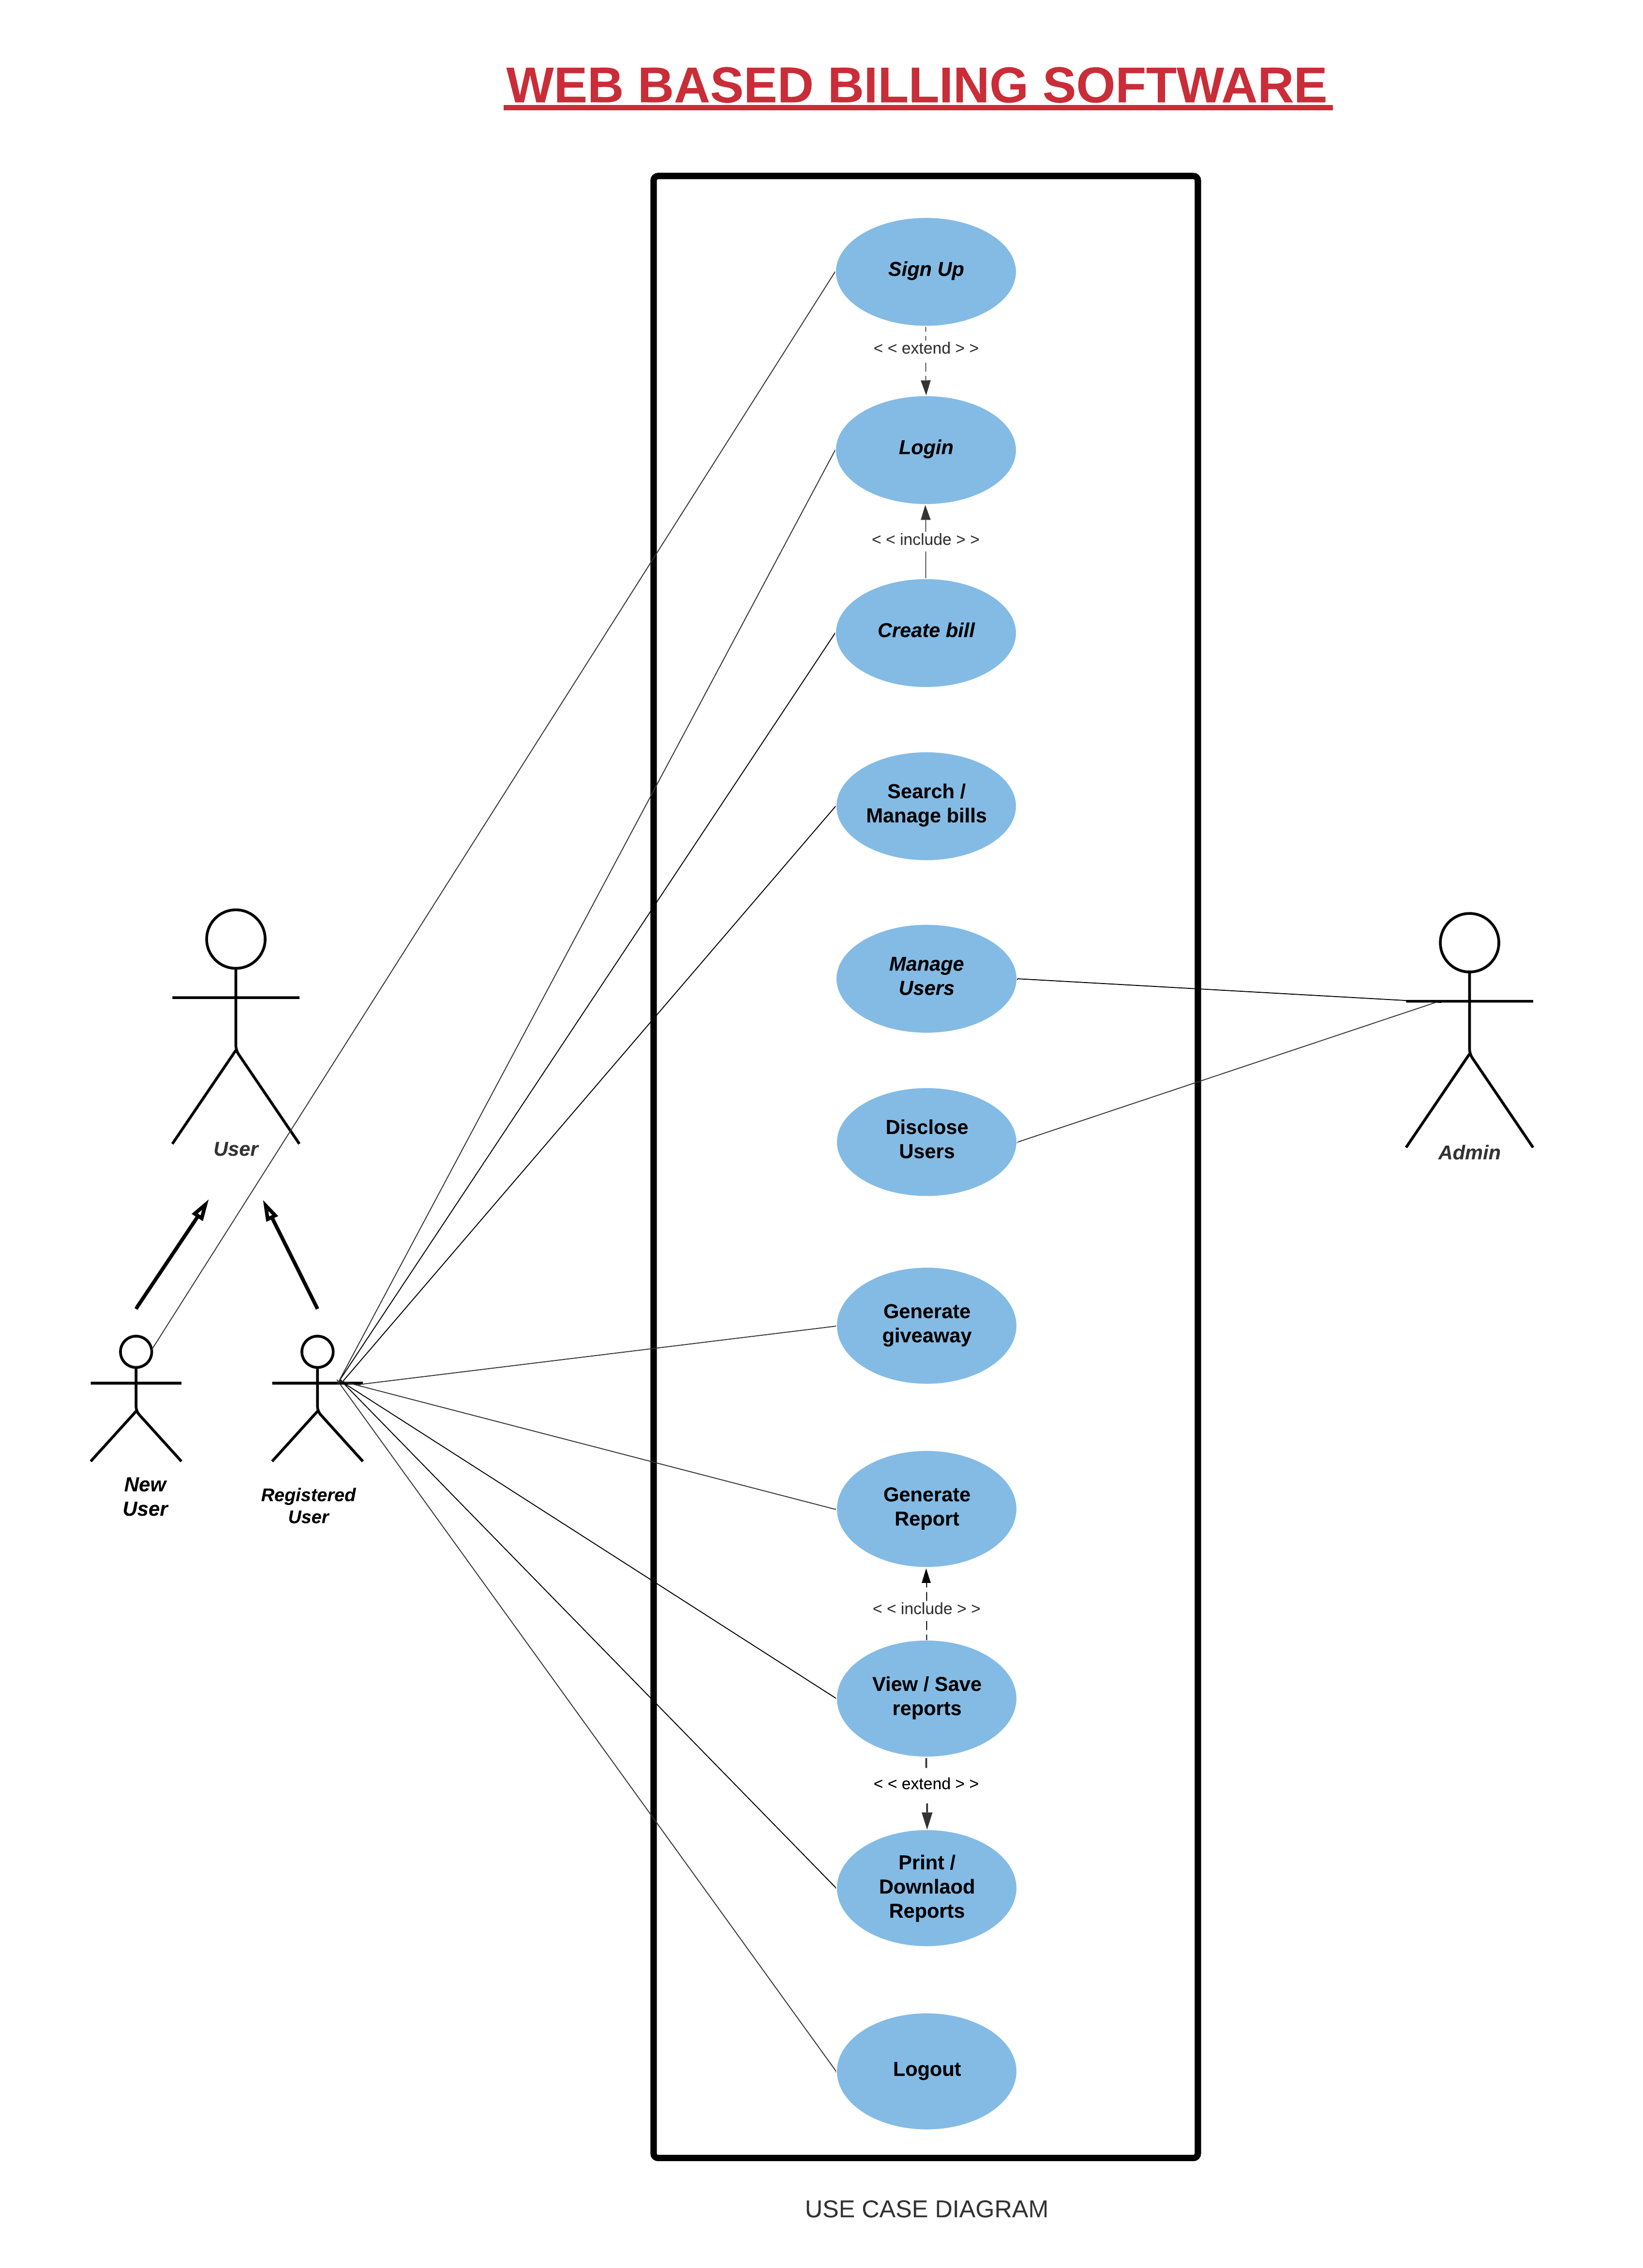 WEB BASED BILLING SOFTWARE
Sign Up
< < extend > >
Login
< < include > >
Create bill
Search /
Manage bills
Manage
Users
Disclose
Users
User
Admin
Generate
giveaway
New
User
Registered
User
Generate
Report
< < include > >
View / Save
reports
< < extend > >
Print /
Downlaod
Reports
Logout
USE CASE DIAGRAM